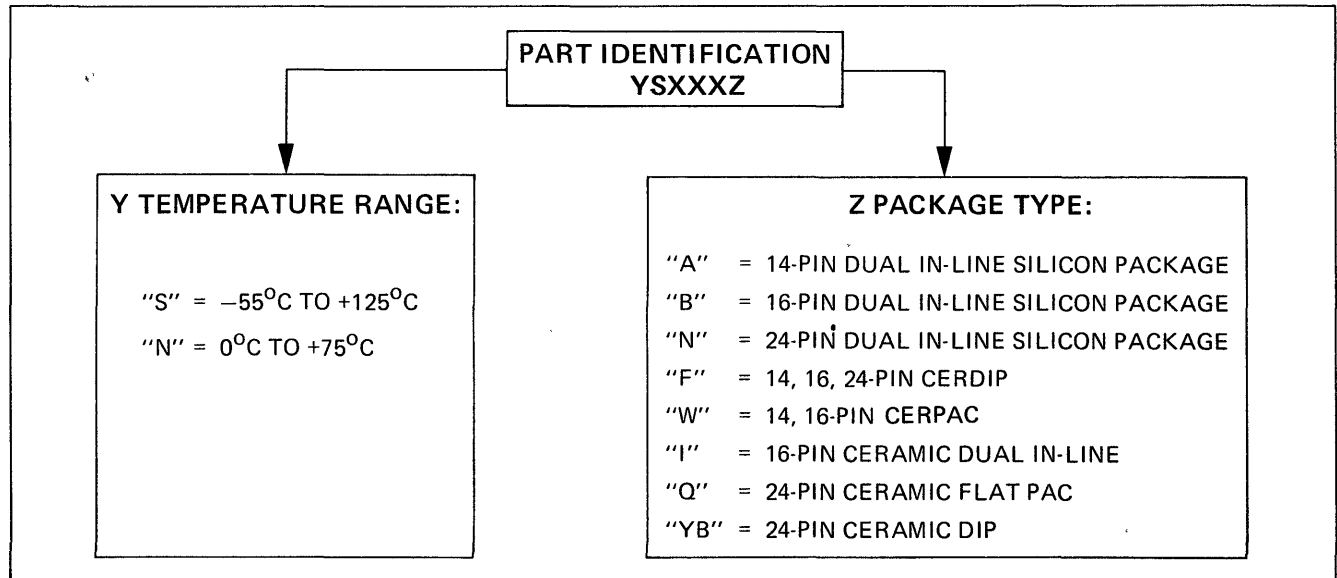 PART IDENTIFICATION
YSXXXZ
Y TEMPERATURE RANGE:
"S" = −55°C TO +125°C
"N" = 0°C TO +75°C
Z PACKAGE TYPE:
"A" = 14-PIN DUAL IN-LINE SILICON PACKAGE
"B" = 16-PIN DUAL IN-LINE SILICON PACKAGE
"N" = 24-PIN DUAL IN-LINE SILICON PACKAGE
"F" = 14, 16, 24-PIN CERDIP
"W" = 14, 16-PIN CERPAC
"I" = 16-PIN CERAMIC DUAL IN-LINE
"Q" = 24-PIN CERAMIC FLAT PAC
"YB" = 24-PIN CERAMIC DIP